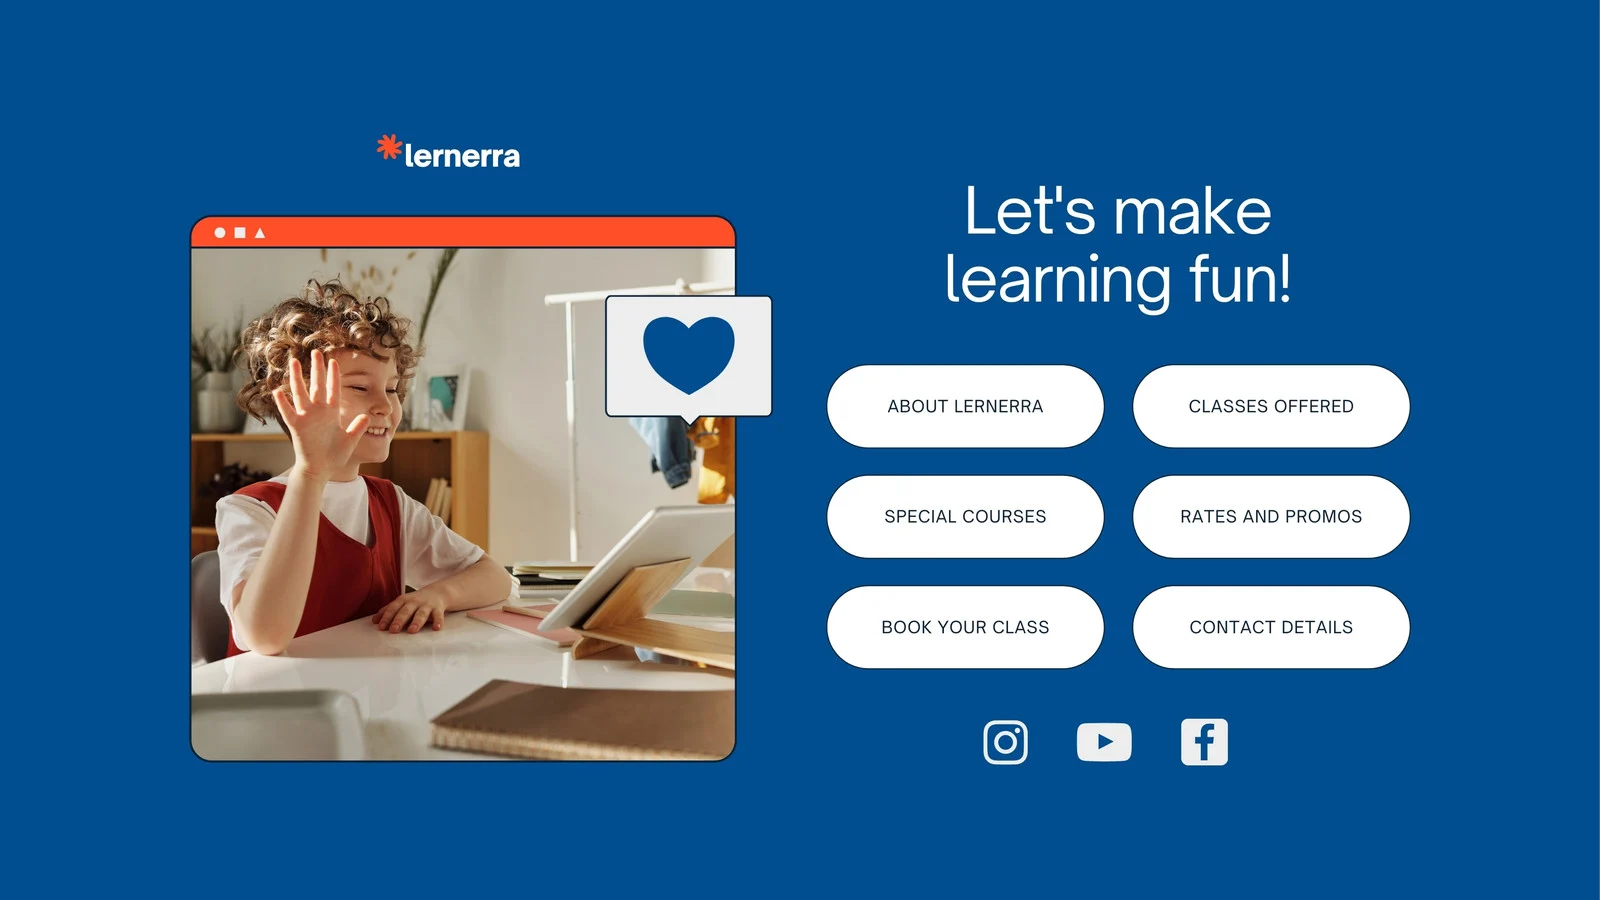 lernerra
Let's make
learning fun!
ABOUT LERNERRA
CLASSES OFFERED
SPECIAL COURSES
RATES AND PROMOS
BOOK YOUR CLASS
CONTACT DETAILS